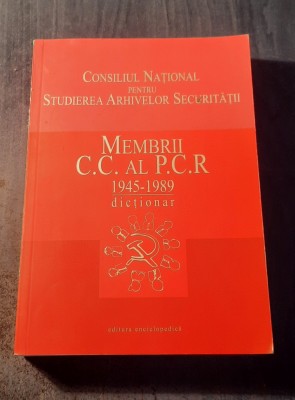 CONSILIUL NAȚIONAL
PENTRU
STUDIEREA ARHIVELOR SECURITĂȚII
MEMBRII
C.C. AL P.C.R
1945-1989
dicționar
editura enciclopedică